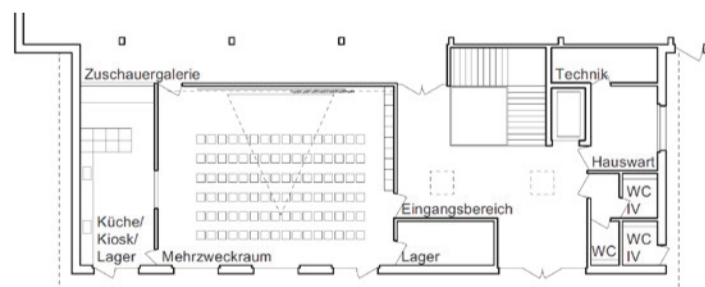 Zuschauergalerie
Technik
Hauswart
WC
IV
Eingangsbereich
Küche/
Kiosk/
Lager
Mehrzweckraum
Lager
WC
WC
IV